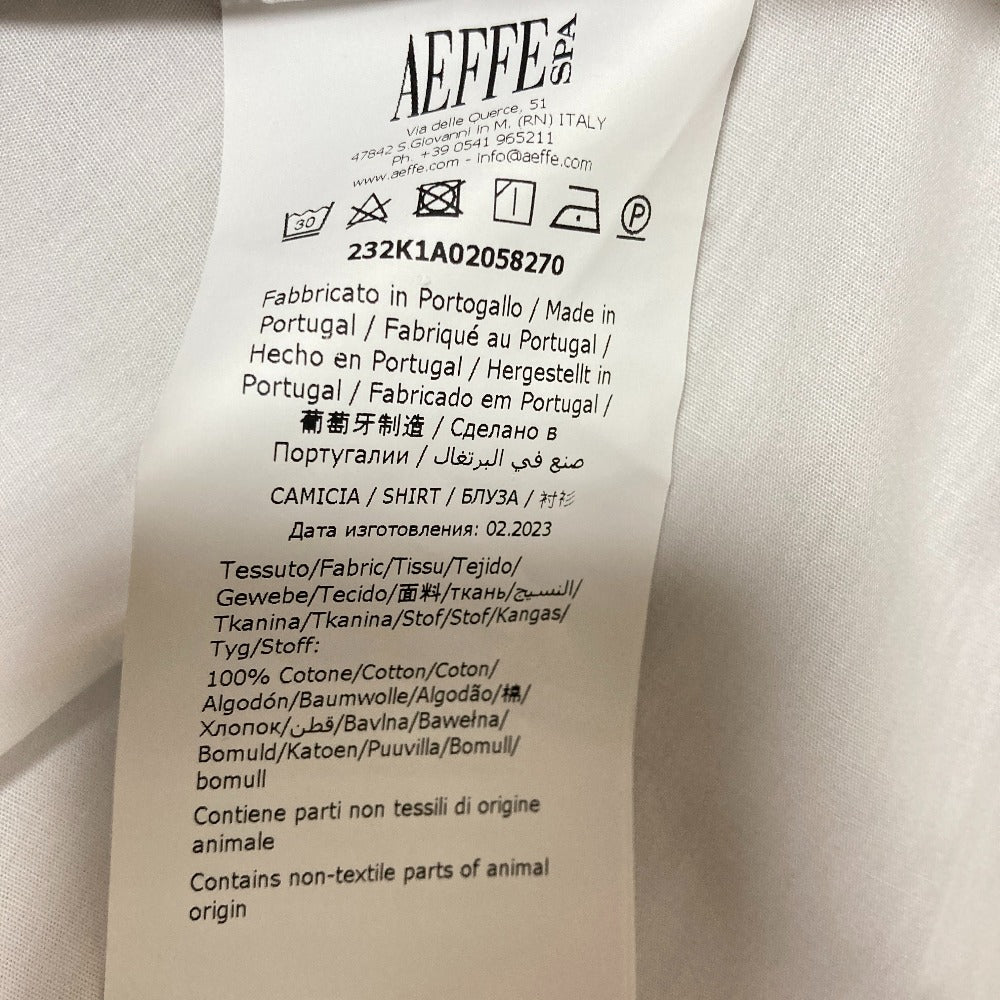 AEFFE SPA
Via delle Querce, 51
47842 S.Giovanni in M. (RN) ITALY
Ph. +39 0541 965211
www.aeffe.com - info@aeffe.com
30 P
232K1A02058270
Fabbricato in Portogallo / Made in
Portugal / Fabriqué au Portugal /
Hecho en Portugal / Hergestellt in
Portugal / Fabricado em Portugal /
葡萄牙制造 / Сделано в
Португалии / صنع في البرتغال
CAMICIA / SHIRT / БЛУЗА / 衬衫
Дата изготовления: 02.2023
Tessuto/Fabric/Tissu/Tejido/
Gewebe/Tecido/面料/ткань/النسيج/
Tkanina/Tkanina/Stof/Stof/Kangas/
Tyg/Stoff:
100% Cotone/Cotton/Coton/
Algodón/Baumwolle/Algodão/棉/
Хлопок/قطن/Bavlna/Bawełna/
Bomuld/Katoen/Puuvilla/Bomull/
bomull
Contiene parti non tessili di origine
animale
Contains non-textile parts of animal
origin